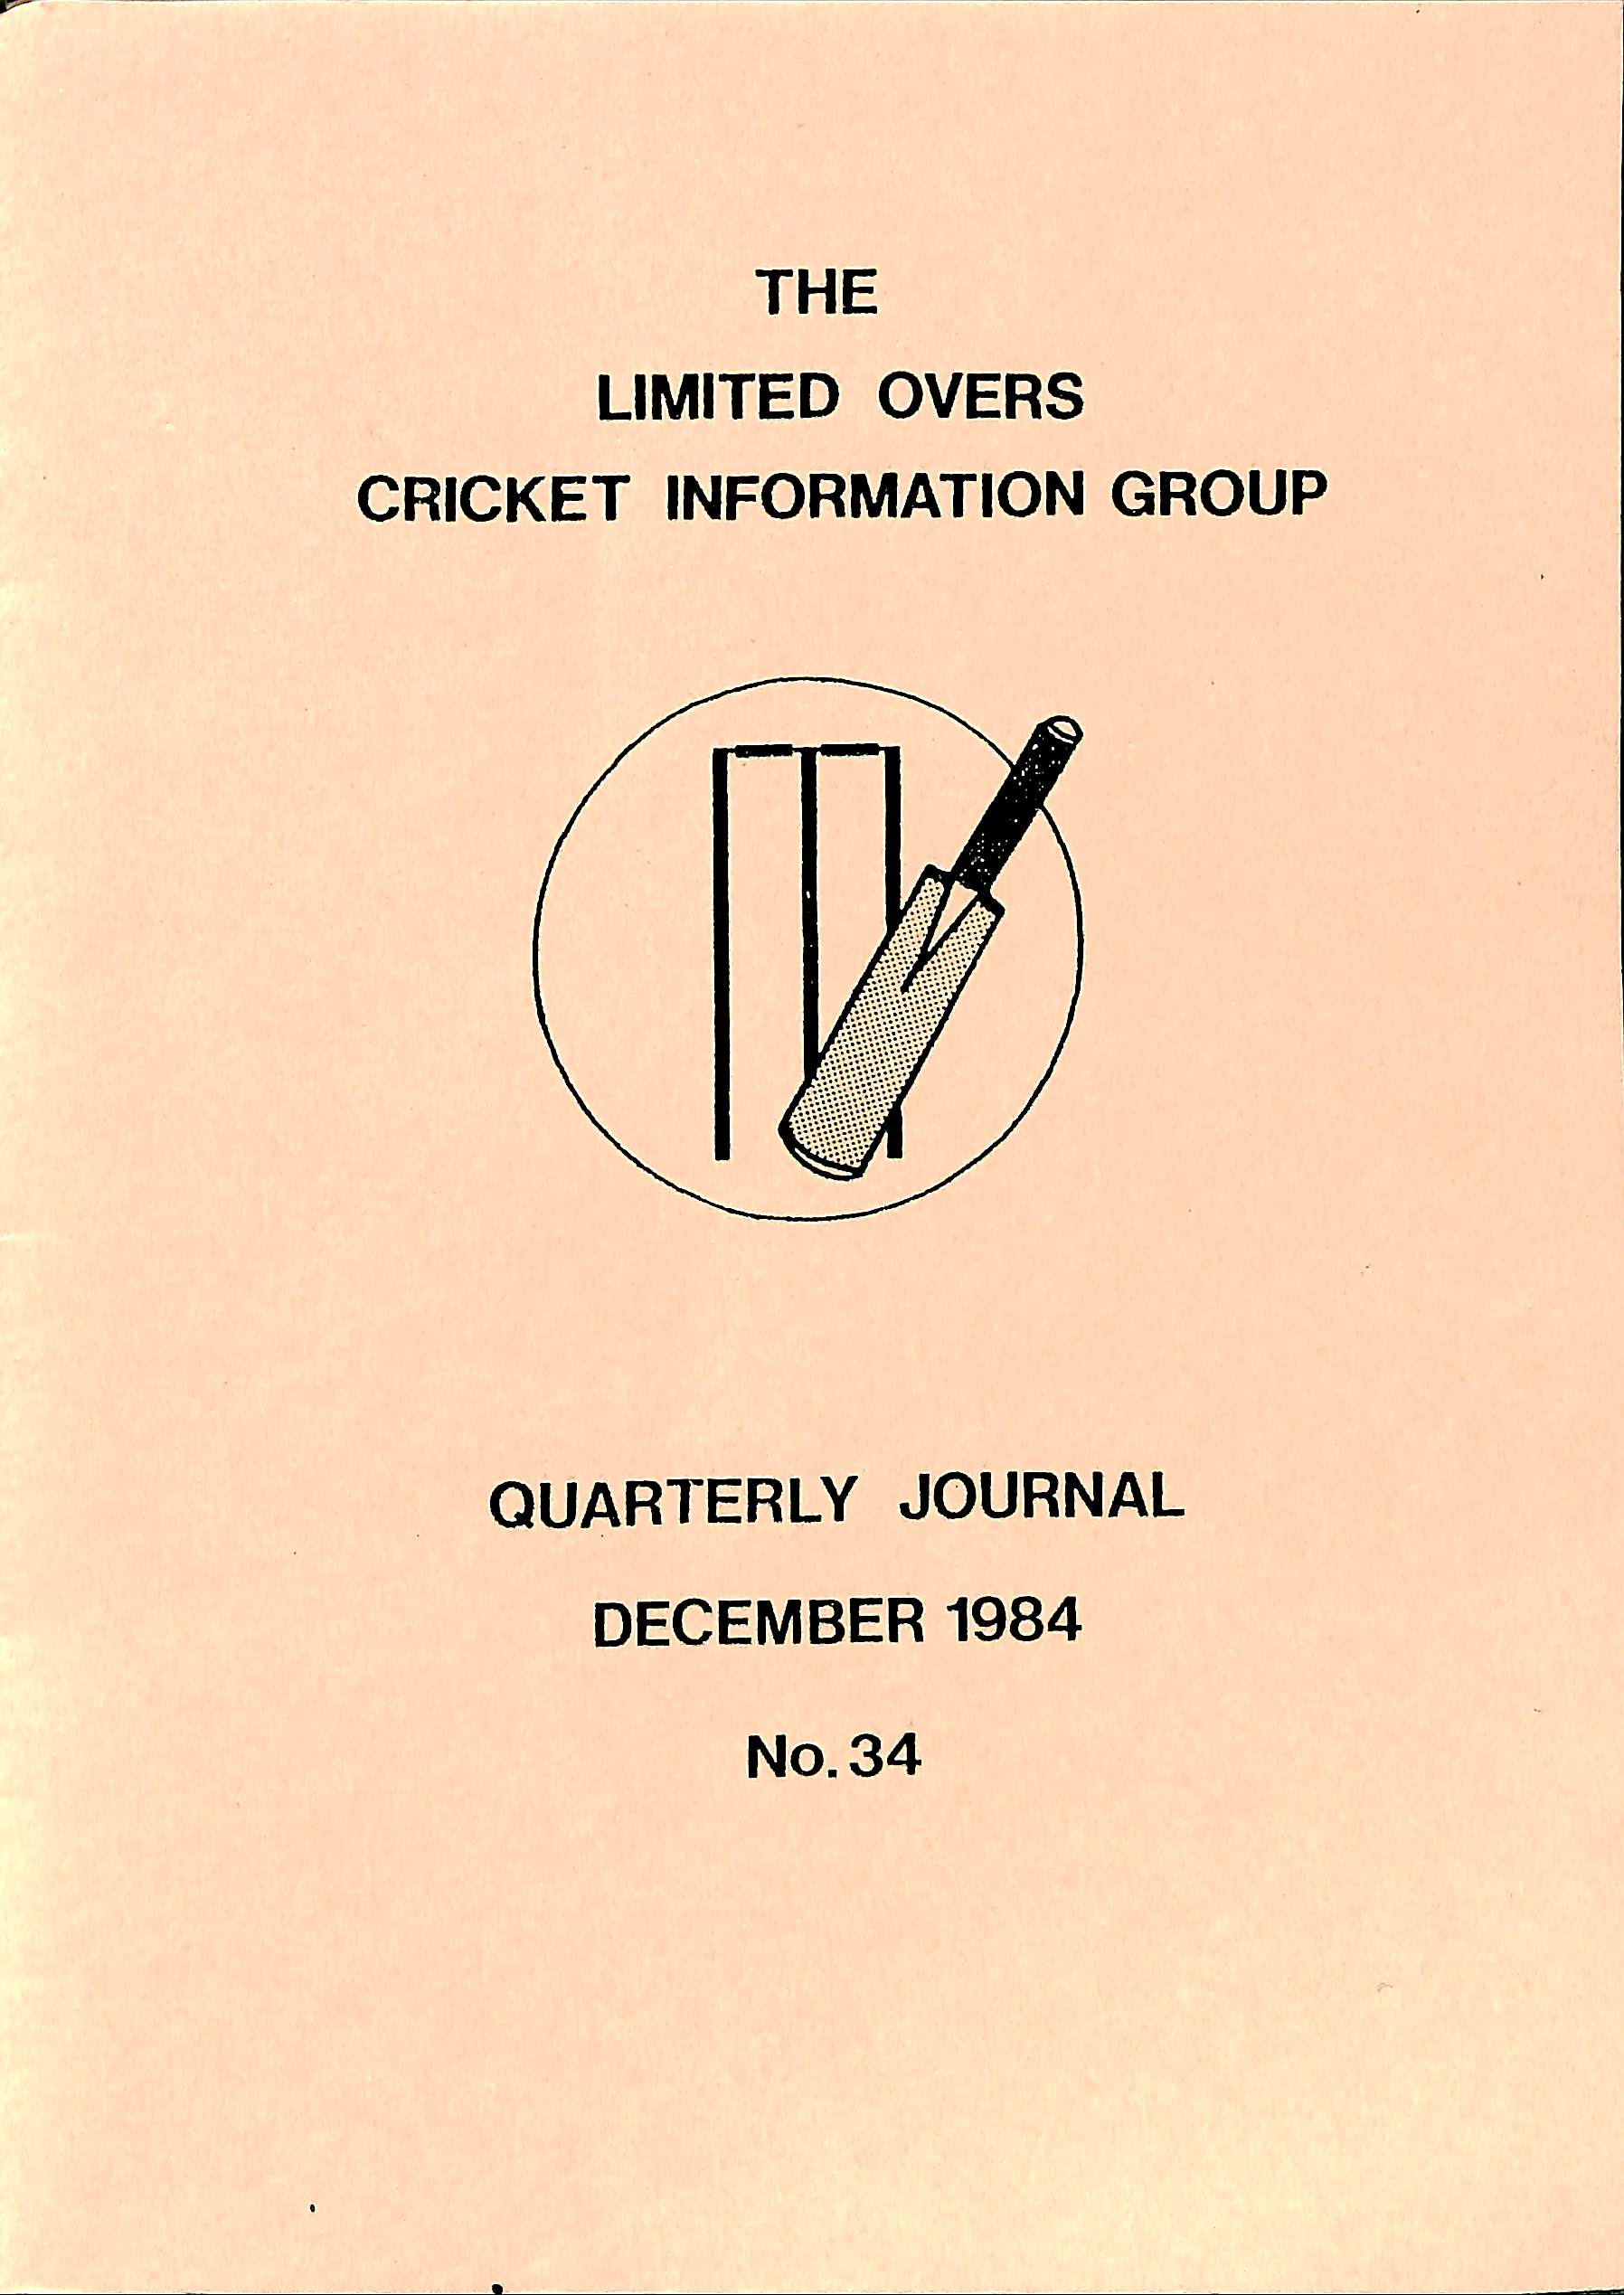 THE
LIMITED OVERS
CRICKET INFORMATION GROUP
QUARTERLY JOURNAL
DECEMBER 1984
No. 34